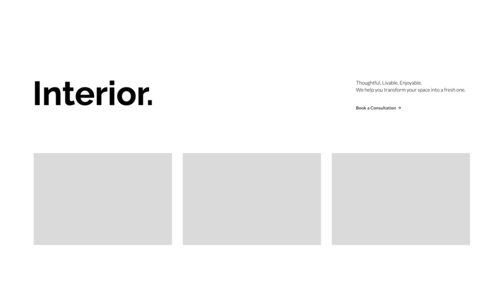 Interior.
Thoughtful, Livable, Enjoyable.
We help you transform your space into a fresh one.
Book a Consultation →